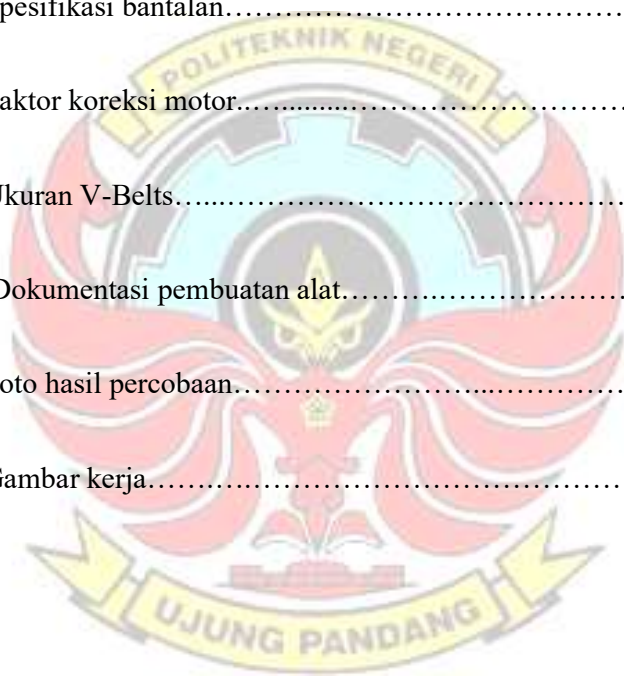 pesifikasi bantalan……………………………………
POLITEKNIK NEGERI
aktor koreksi motor.….........……………………………
Ukuran V-Belts…...……………………………………
Dokumentasi pembuatan alat……….……………………
oto hasil percobaan……………………...………………
Gambar kerja……….……………………….……………
UJUNG PANDANG